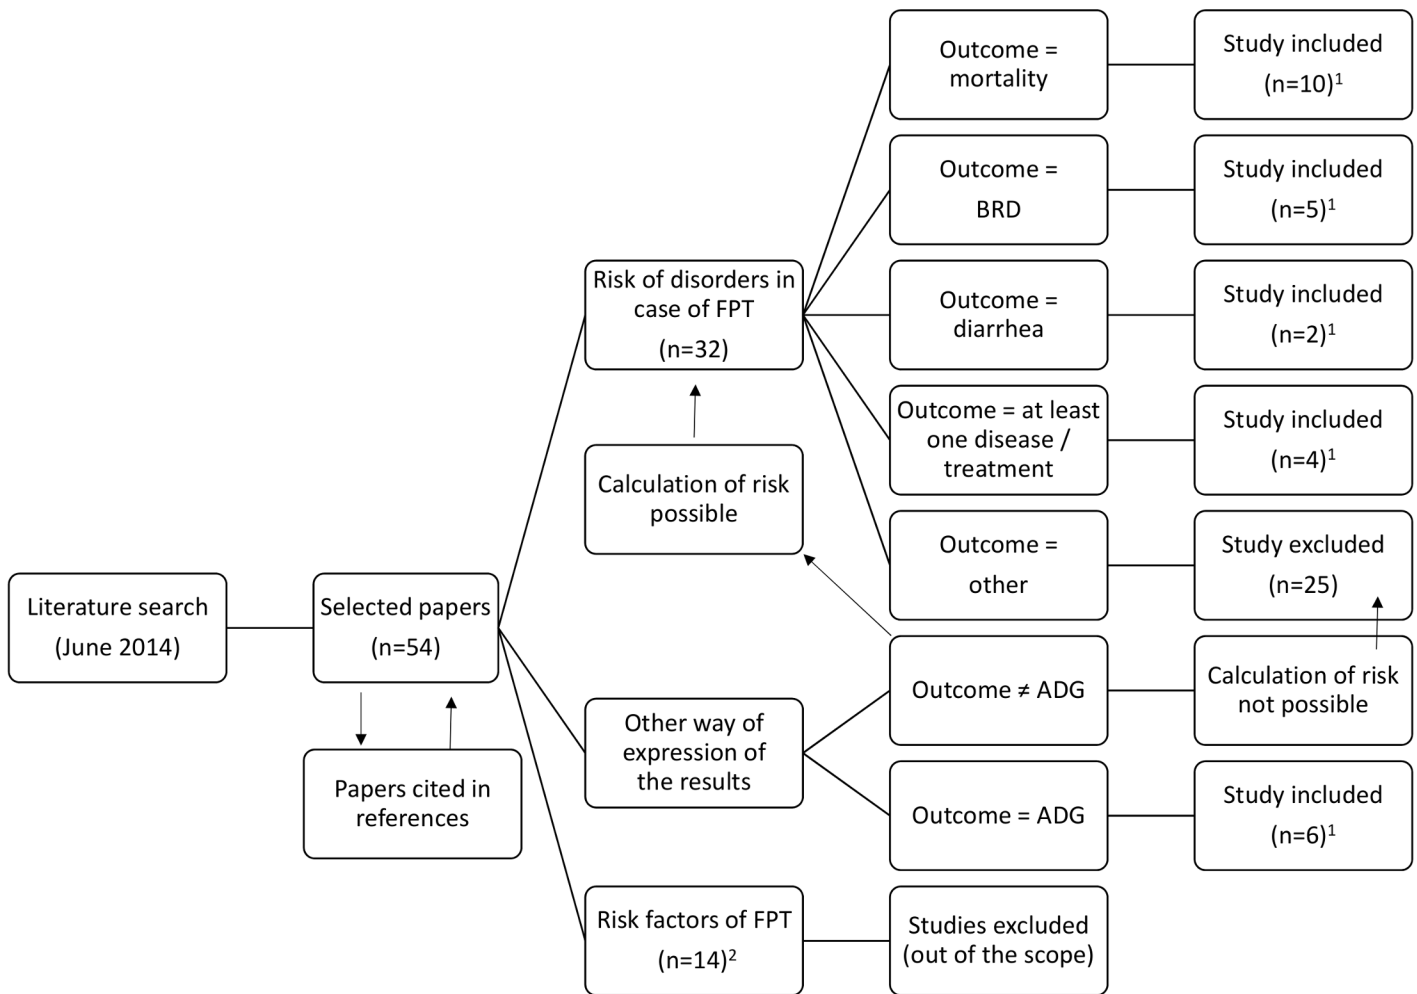 Literature search
(June 2014)
Selected papers
(n=54)
Papers cited in
references
Risk of disorders in
case of FPT
(n=32)
Calculation of risk
possible
Other way of
expression of
the results
Risk factors of FPT
(n=14)²
Outcome =
mortality
Study included
(n=10)¹
Outcome =
BRD
Study included
(n=5)¹
Outcome =
diarrhea
Study included
(n=2)¹
Outcome = at least
one disease /
treatment
Study included
(n=4)¹
Outcome =
other
Study excluded
(n=25)
Outcome ≠ ADG
Calculation of risk
not possible
Outcome = ADG
Study included
(n=6)¹
Studies excluded
(out of the scope)